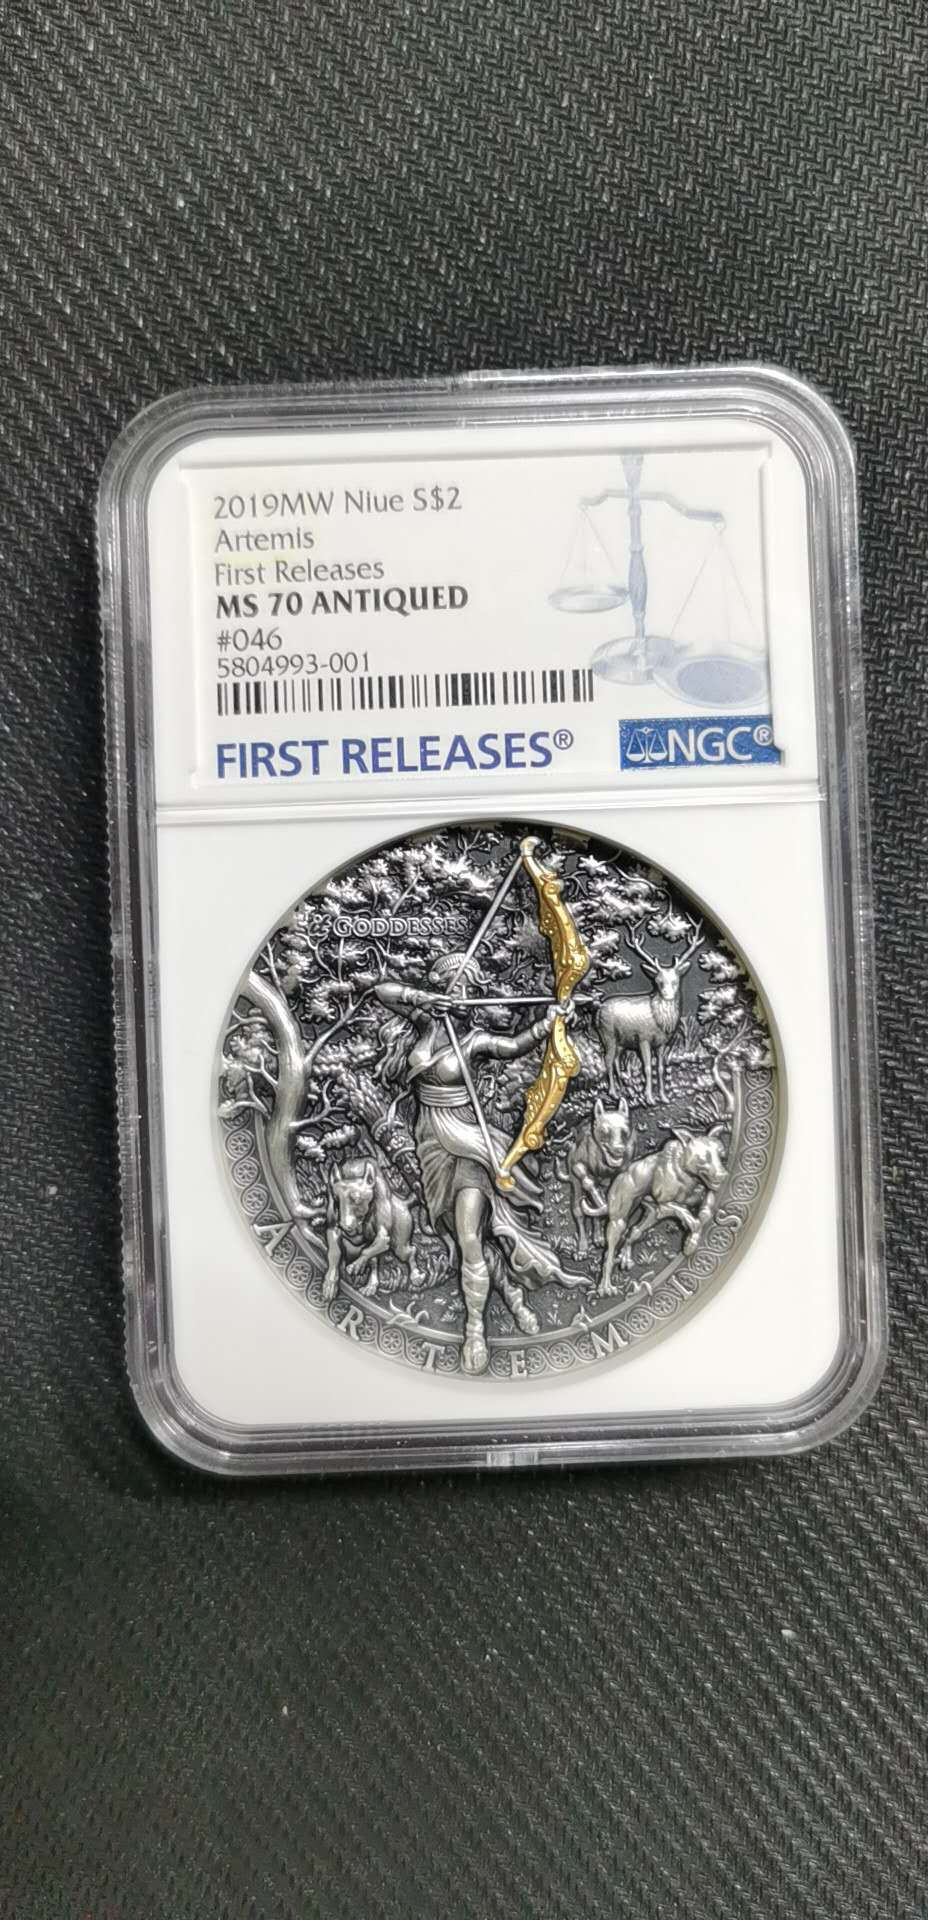 2019MW Niue S$2
Artemis
First Releases
MS 70 ANTIQUED
#046
5804993-001
FIRST RELEASES®
NGC®
& GODDESSES
ARTEMIS